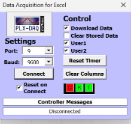 Data Acquisition for Excel
PLX-DAQ
Control
Download Data
Clear Stored Data
User1
User2
Settings
Port: 9
Baud: 9600
Reset Timer
Connect
Clear Columns
Reset on
Connect
Controller Messages
Disconnected